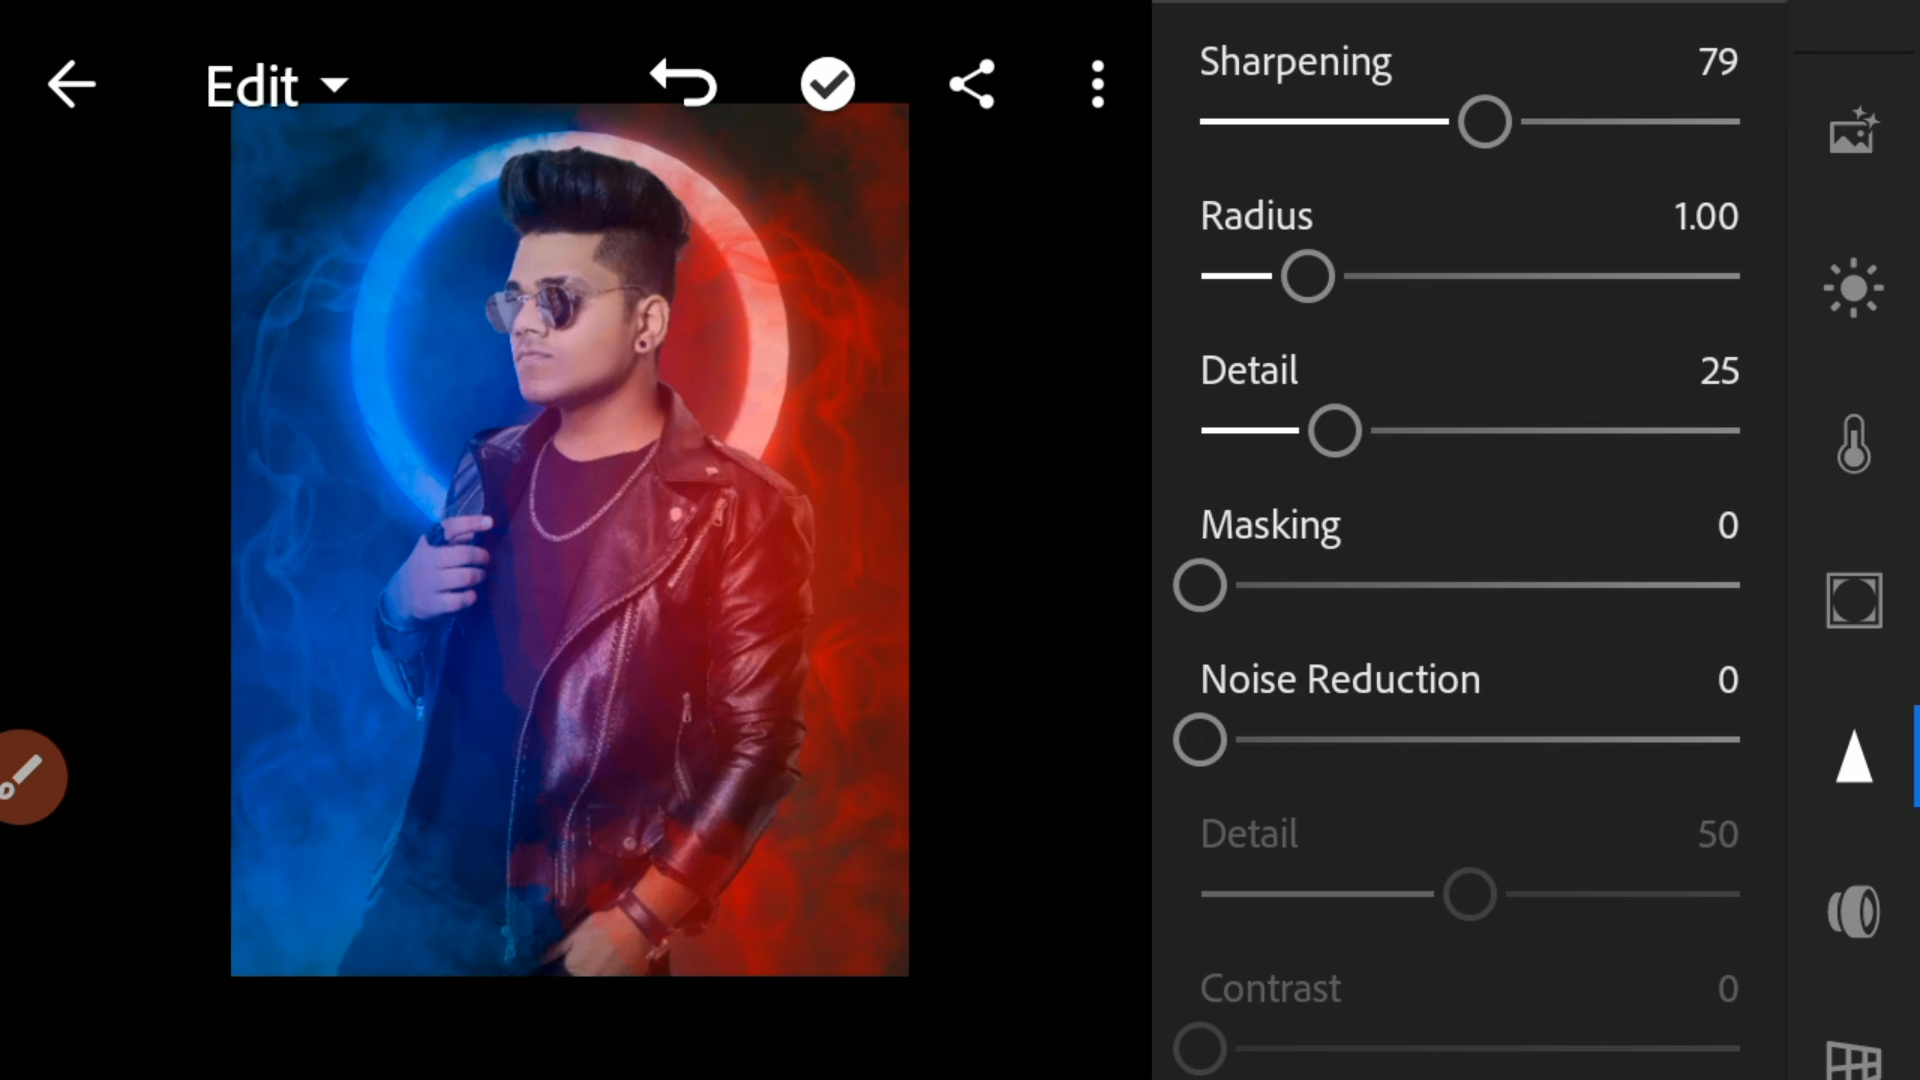 Edit
Sharpening 79
Radius 1.00
Detail 25
Masking 0
Noise Reduction 0
Detail 50
Contrast 0